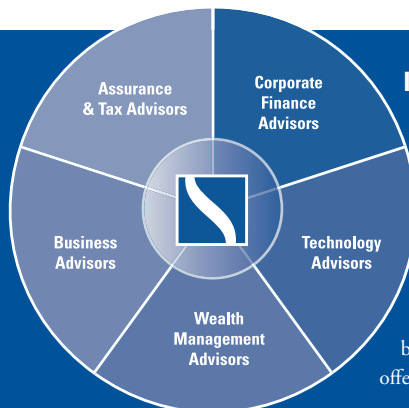 Assurance
& Tax Advisors
Corporate
Finance
Advisors
Business
Advisors
Technology
Advisors
Wealth
Management
Advisors